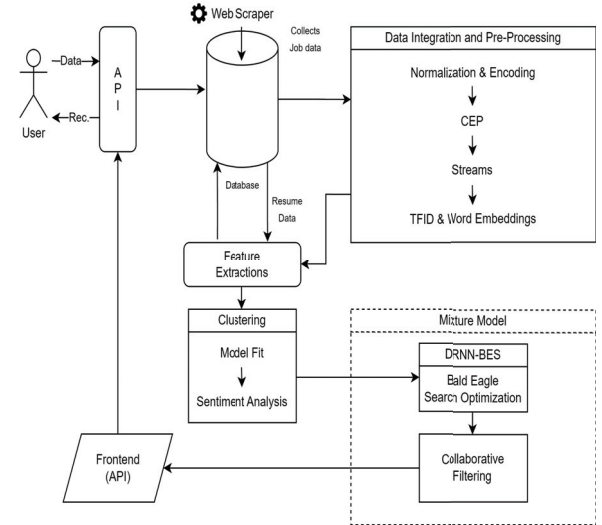 Web Scraper
Collects
Job data
Data
Rec.
User
A
P
I
Database
Resume
Data
Data Integration and Pre-Processing
Normalization & Encoding
CEP
Streams
TFID & Word Embeddings
Feature
Extractions
Clustering
Model Fit
Sentiment Analysis
Mixture Model
DRNN-BES
Bald Eagle
Search Optimization
Collaborative
Filtering
Frontend
(API)